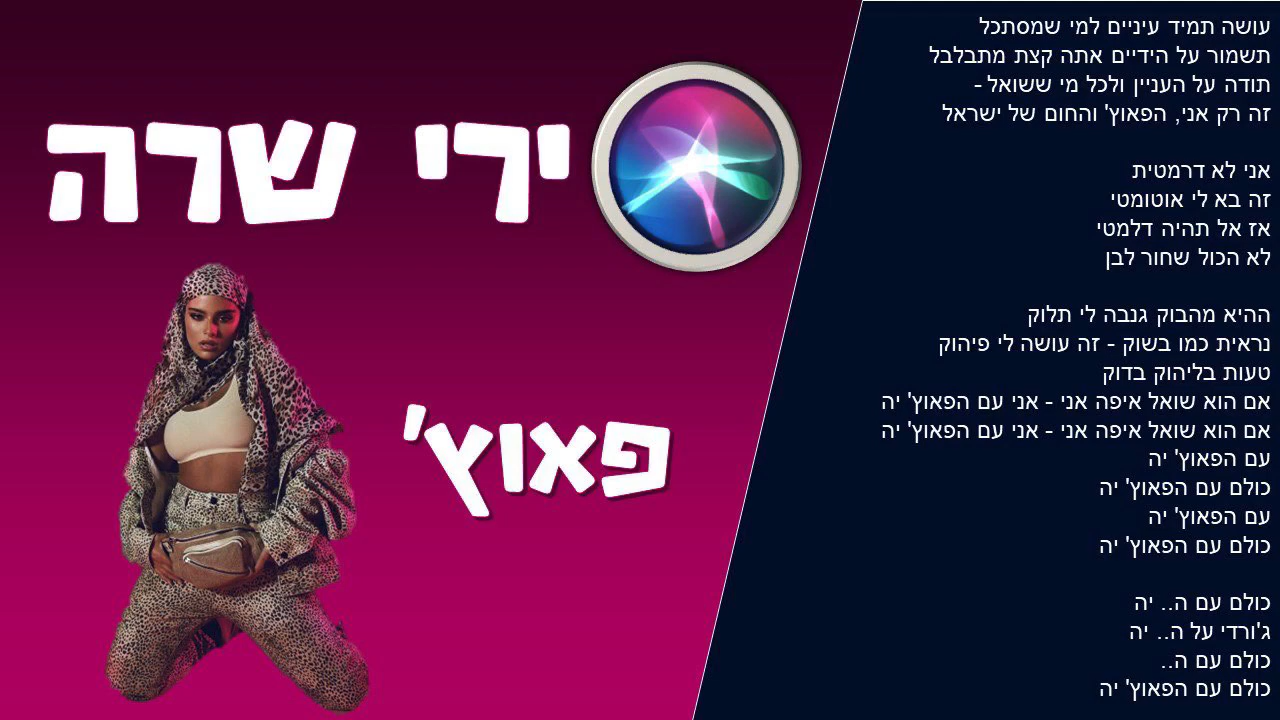 סירי שרה
פאוץ'
עושה תמיד עיניים למי שמסתכל
תשמור על הידיים אתה קצת מתבלבל
תודה על העניין ולכל מי ששואל -
זה רק אני, הפאוץ' והחום של ישראל
אני לא דרמטית
זה בא לי אוטומטי
אז אל תהיה דלמטי
לא הכול שחור לבן
ההיא מהבוק גנבה לי תלוק
נראית כמו בשוק - זה עושה לי פיהוק
טעות בליהוק בדוק
אם הוא שואל איפה אני - אני עם הפאוץ' יה
אם הוא שואל איפה אני - אני עם הפאוץ' יה
עם הפאוץ' יה
כולם עם הפאוץ' יה
עם הפאוץ' יה
כולם עם הפאוץ' יה
כולם עם ה.. יה
ג'ורדי על ה.. יה
כולם עם ה..
כולם עם הפאוץ' יה